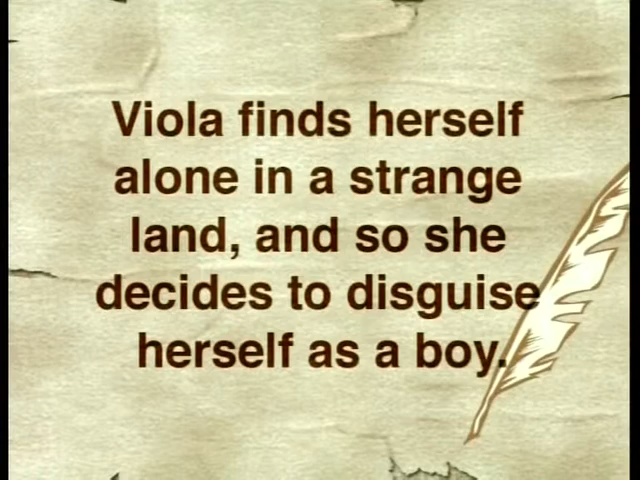 Viola finds herself
alone in a strange
land, and so she
decides to disguise
herself as a boy.